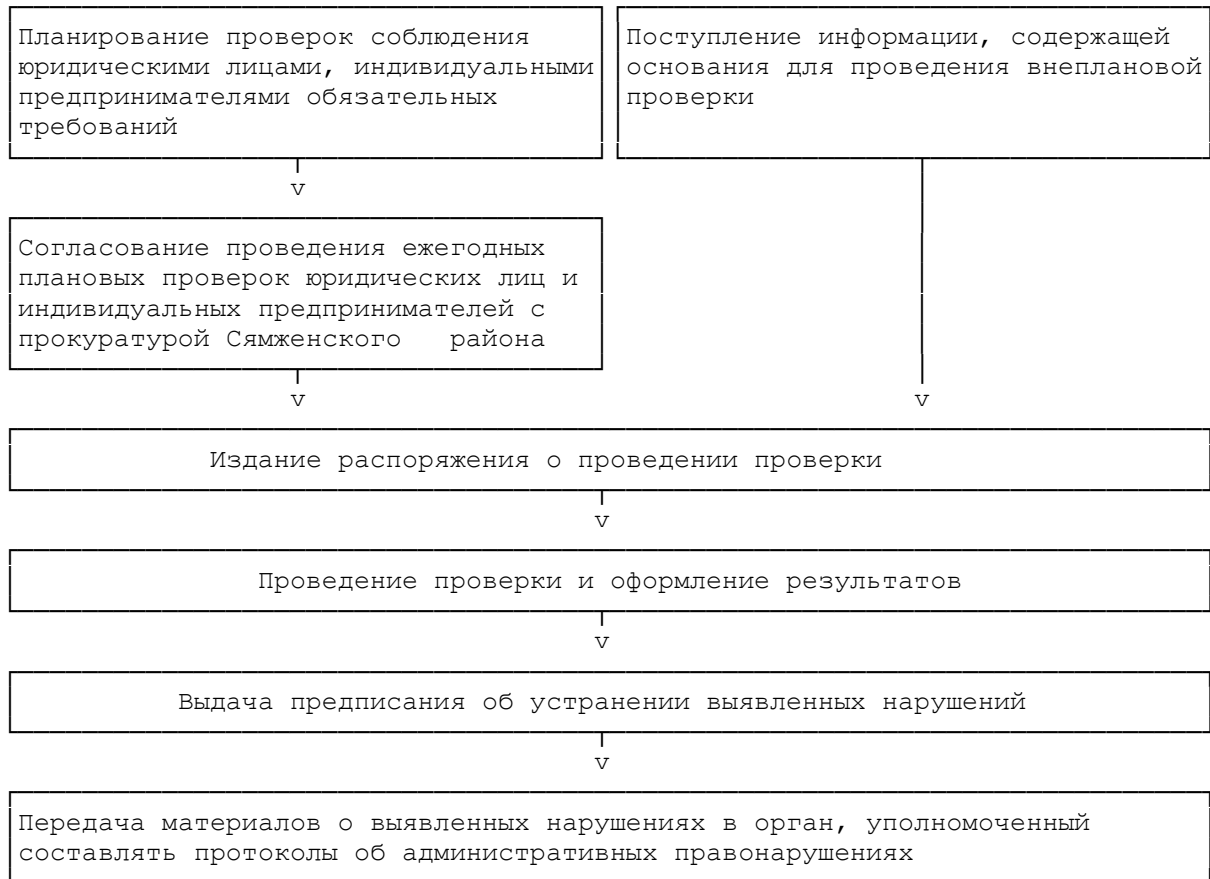 Планирование проверок соблюдения
юридическими лицами, индивидуальными
предпринимателями обязательных
требований
Поступление информации, содержащей
основания для проведения внеплановой
проверки
v
Согласование проведения ежегодных
плановых проверок юридических лиц и
индивидуальных предпринимателей с
прокуратурой Сямженского   района
v
v
Издание распоряжения о проведении проверки
v
Проведение проверки и оформление результатов
v
Выдача предписания об устранении выявленных нарушений
v
Передача материалов о выявленных нарушениях в орган, уполномоченный
составлять протоколы об административных правонарушениях